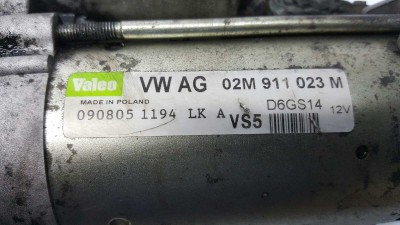 Valeo VW AG 02M 911 023 M
MADE IN POLAND D6GS14 12V
090805 1194 LK A VS5